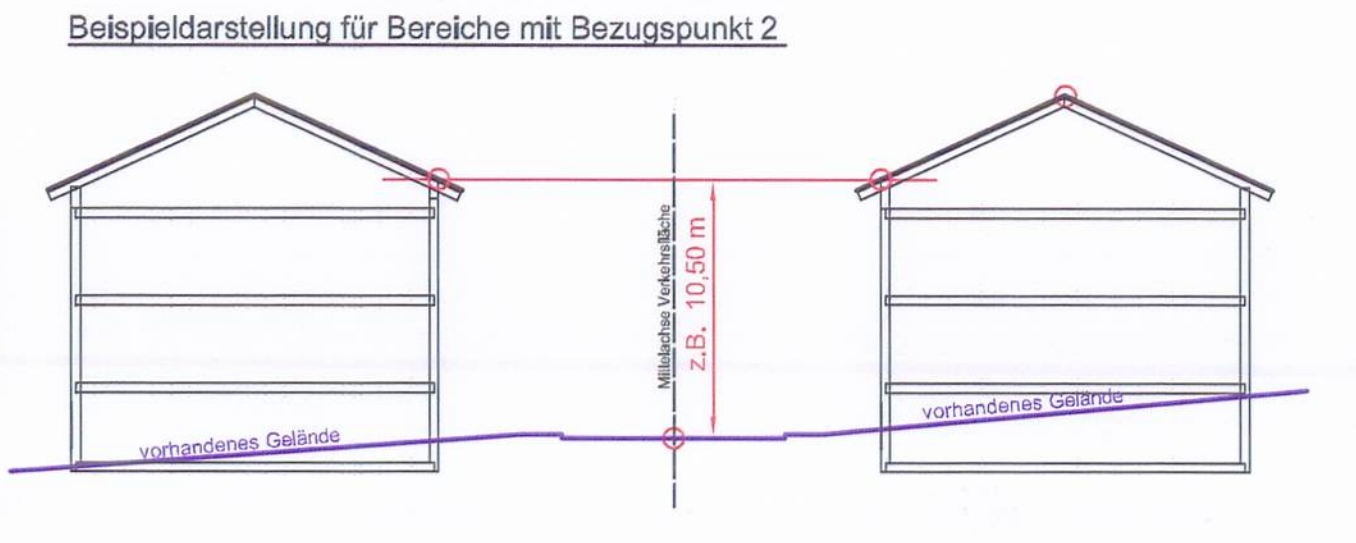 Beispieldarstellung für Bereiche mit Bezugspunkt 2
Mittelachse Verkehrsfläche
z.B. 10,50 m
vorhandenes Gelände
vorhandenes Gelände